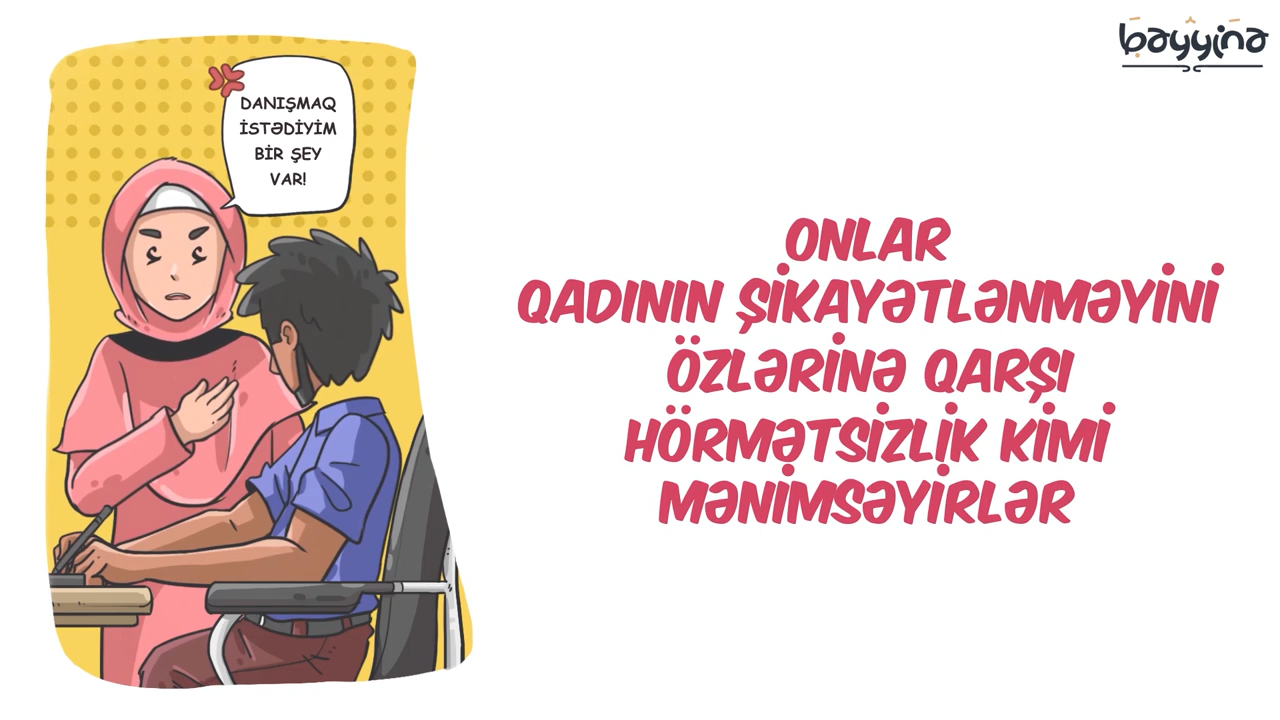 bayyina
DANIŞMAQ
İSTƏDİYİM
BİR ŞEY
VAR!
ONLAR
QADININ ŞİKAYƏTLƏNMƏYİNİ
ÖZLƏRİNƏ QARŞI
HÖRMƏTSİZLİK KİMİ
MƏNİMSƏYİRLƏR